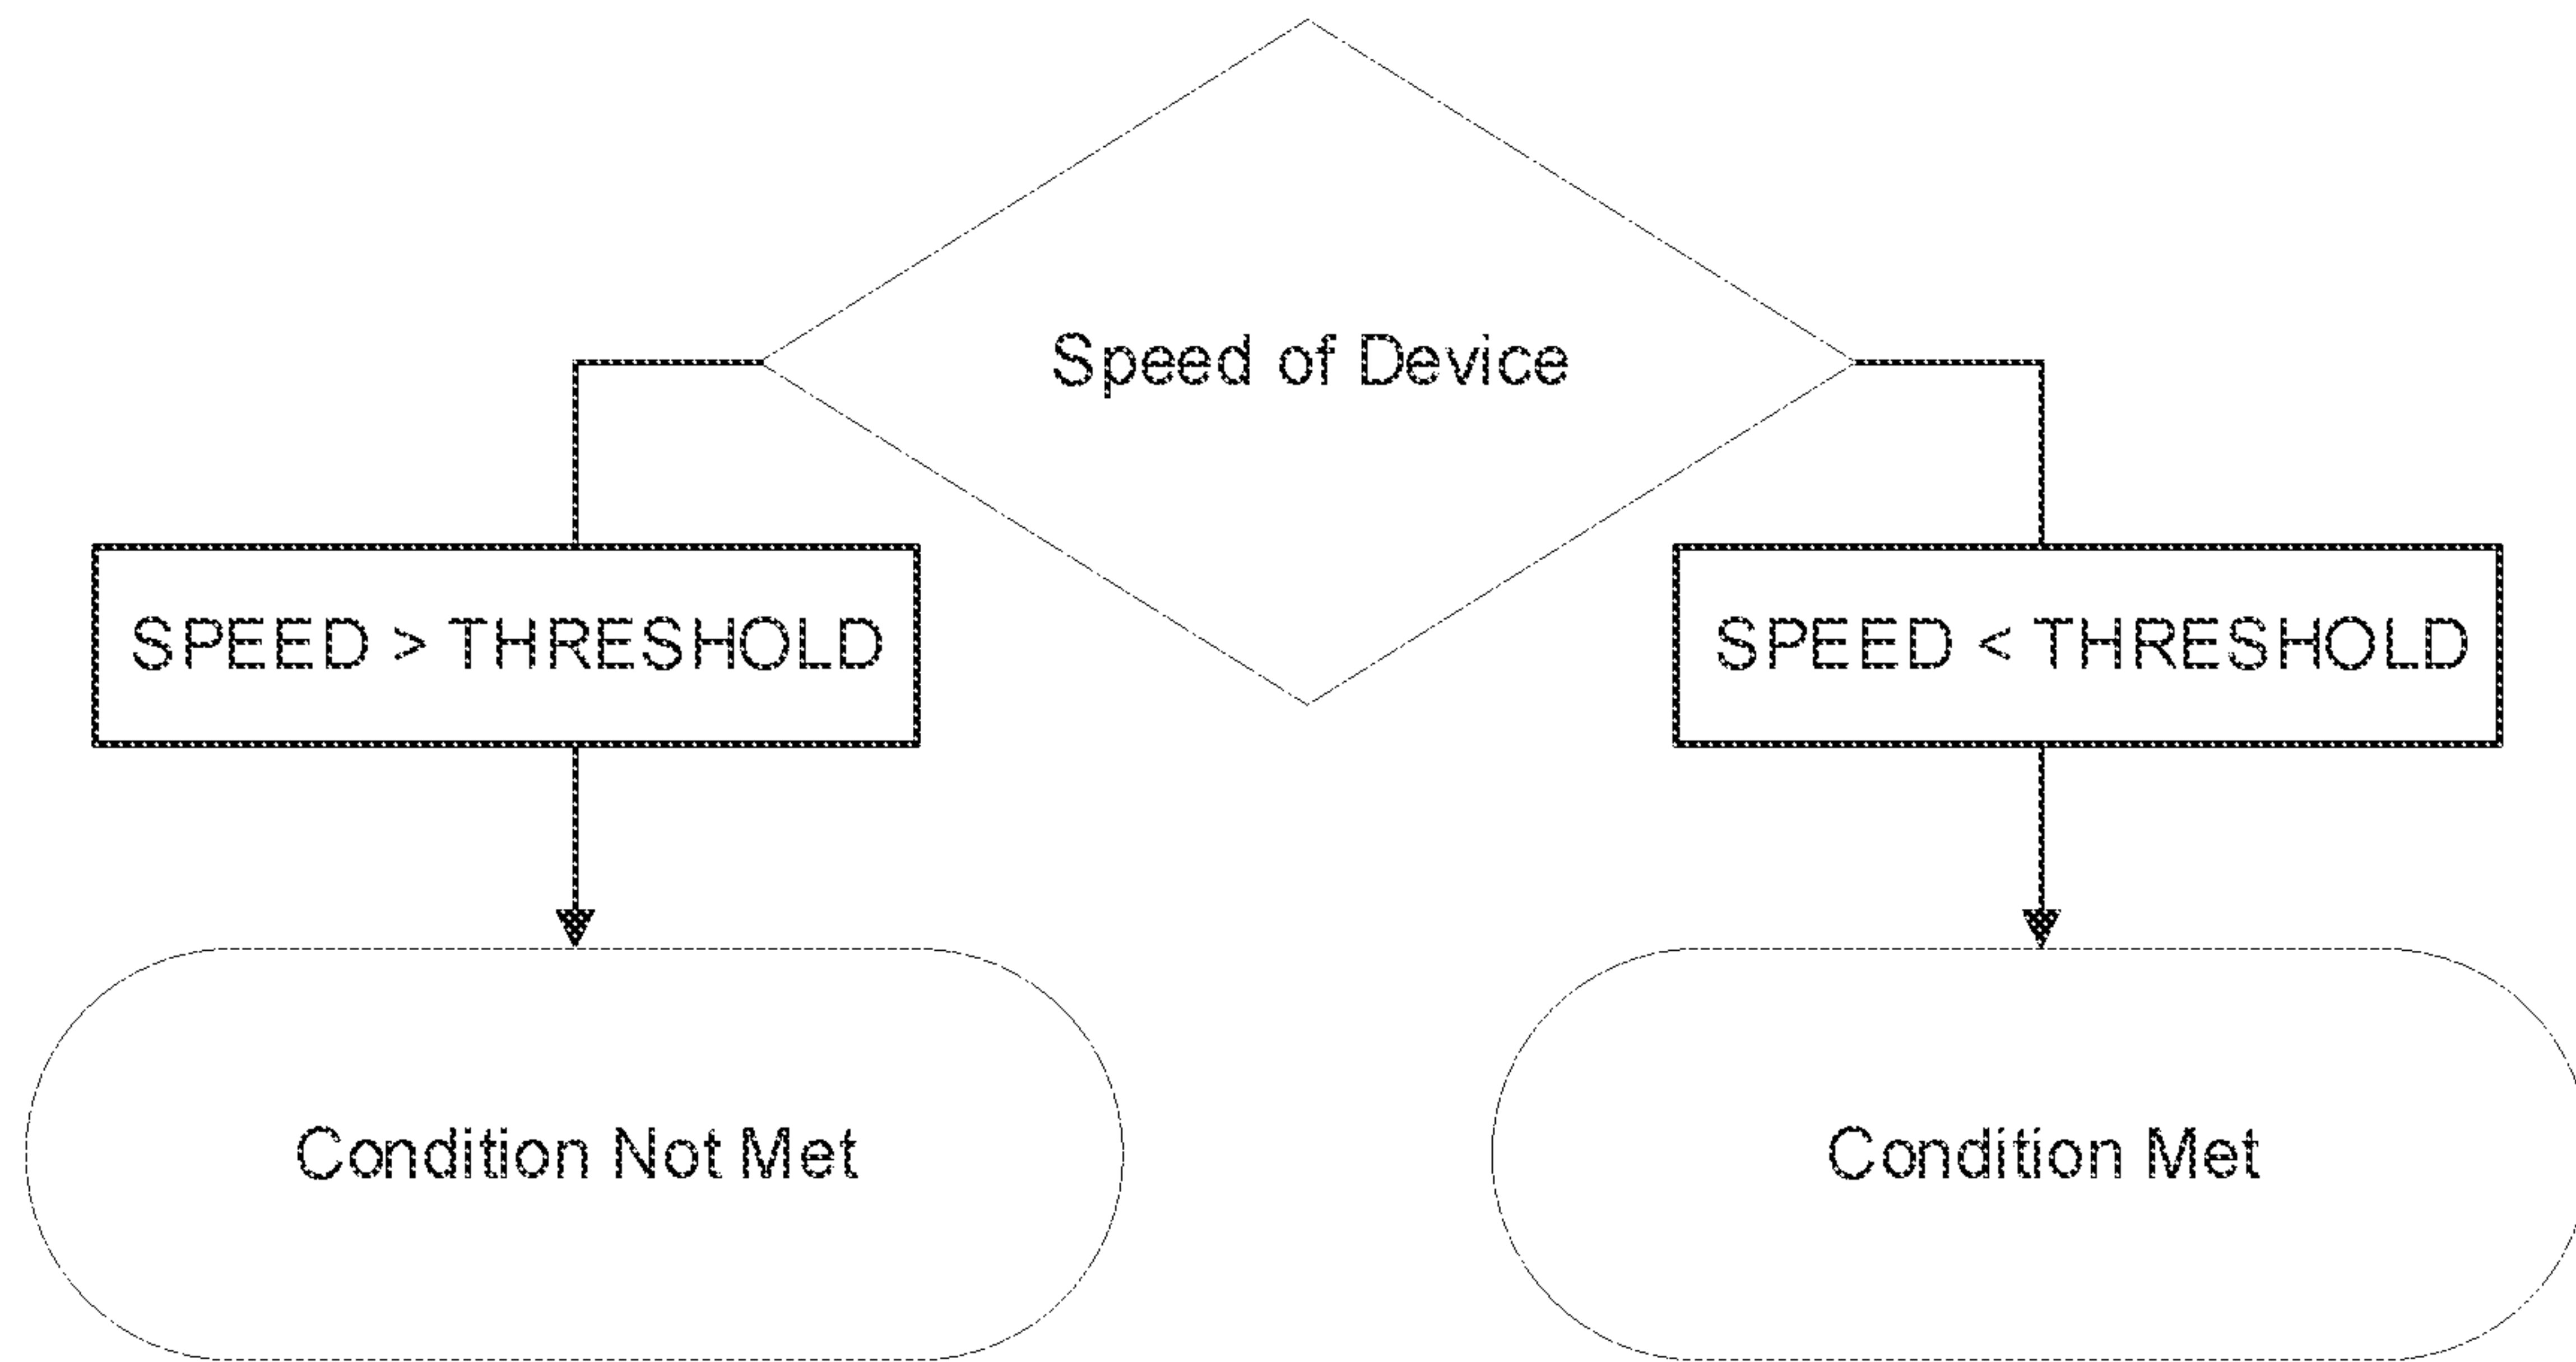 Speed of Device
SPEED > THRESHOLD
SPEED < THRESHOLD
Condition Not Met
Condition Met